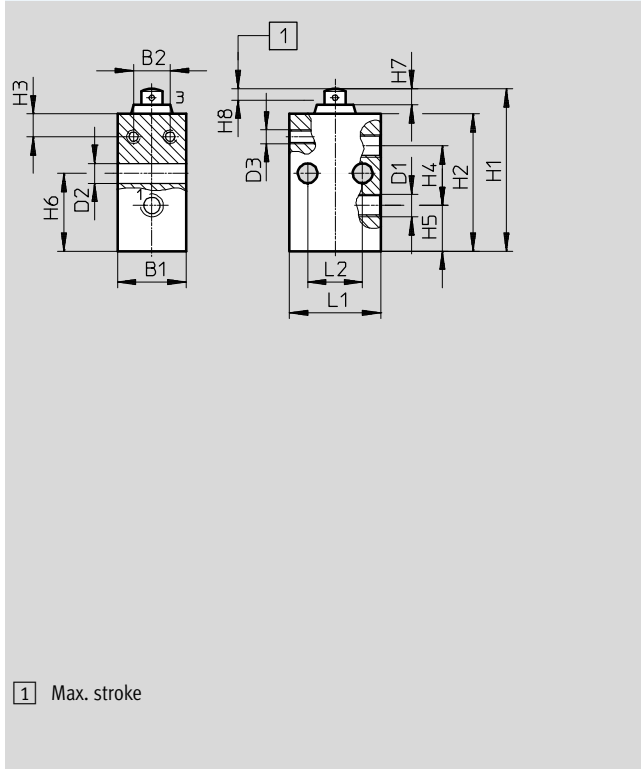 1
B2
H7
H3
3
H8
D3
D1
H4
H2
H1
D2
H6
1
H5
B1
L2
L1
1 Max. stroke